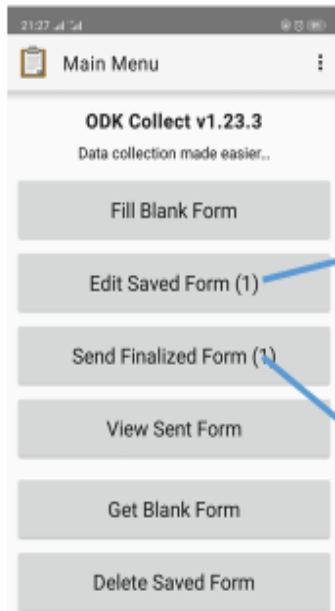 21:27
Main Menu
ODK Collect v1.23.3
Data collection made easier..
Fill Blank Form
Edit Saved Form (1)
Send Finalized Form (1)
View Sent Form
Get Blank Form
Delete Saved Form